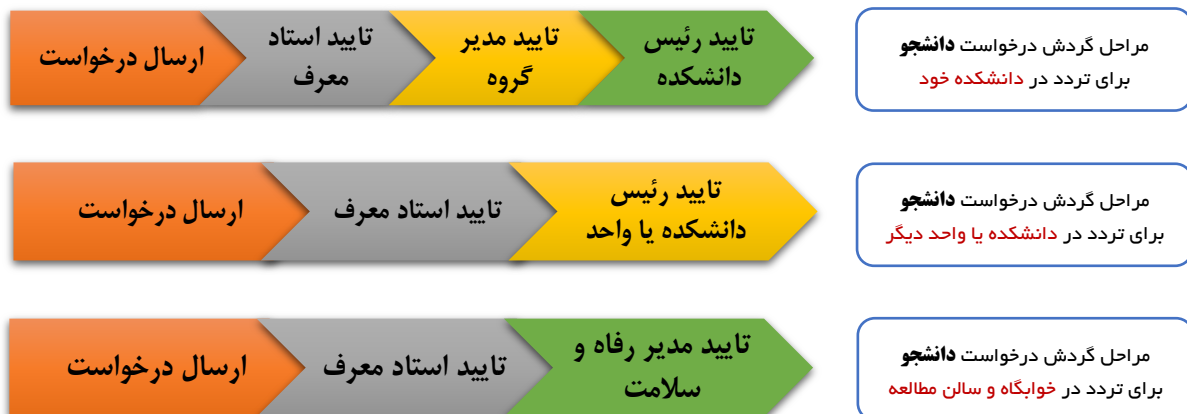 مراحل گردش درخواست دانشجو
برای تردد در دانشکده خود
ارسال درخواست
تایید استاد
معرف
تایید مدیر
گروه
تایید رئیس
دانشکده
مراحل گردش درخواست دانشجو
برای تردد در دانشکده یا واحد دیگر
ارسال درخواست
تایید استاد معرف
تایید رئیس
دانشکده یا واحد
مراحل گردش درخواست دانشجو
برای تردد در خوابگاه و سالن مطالعه
ارسال درخواست
تایید استاد معرف
تایید مدیر رفاه و
سلامت